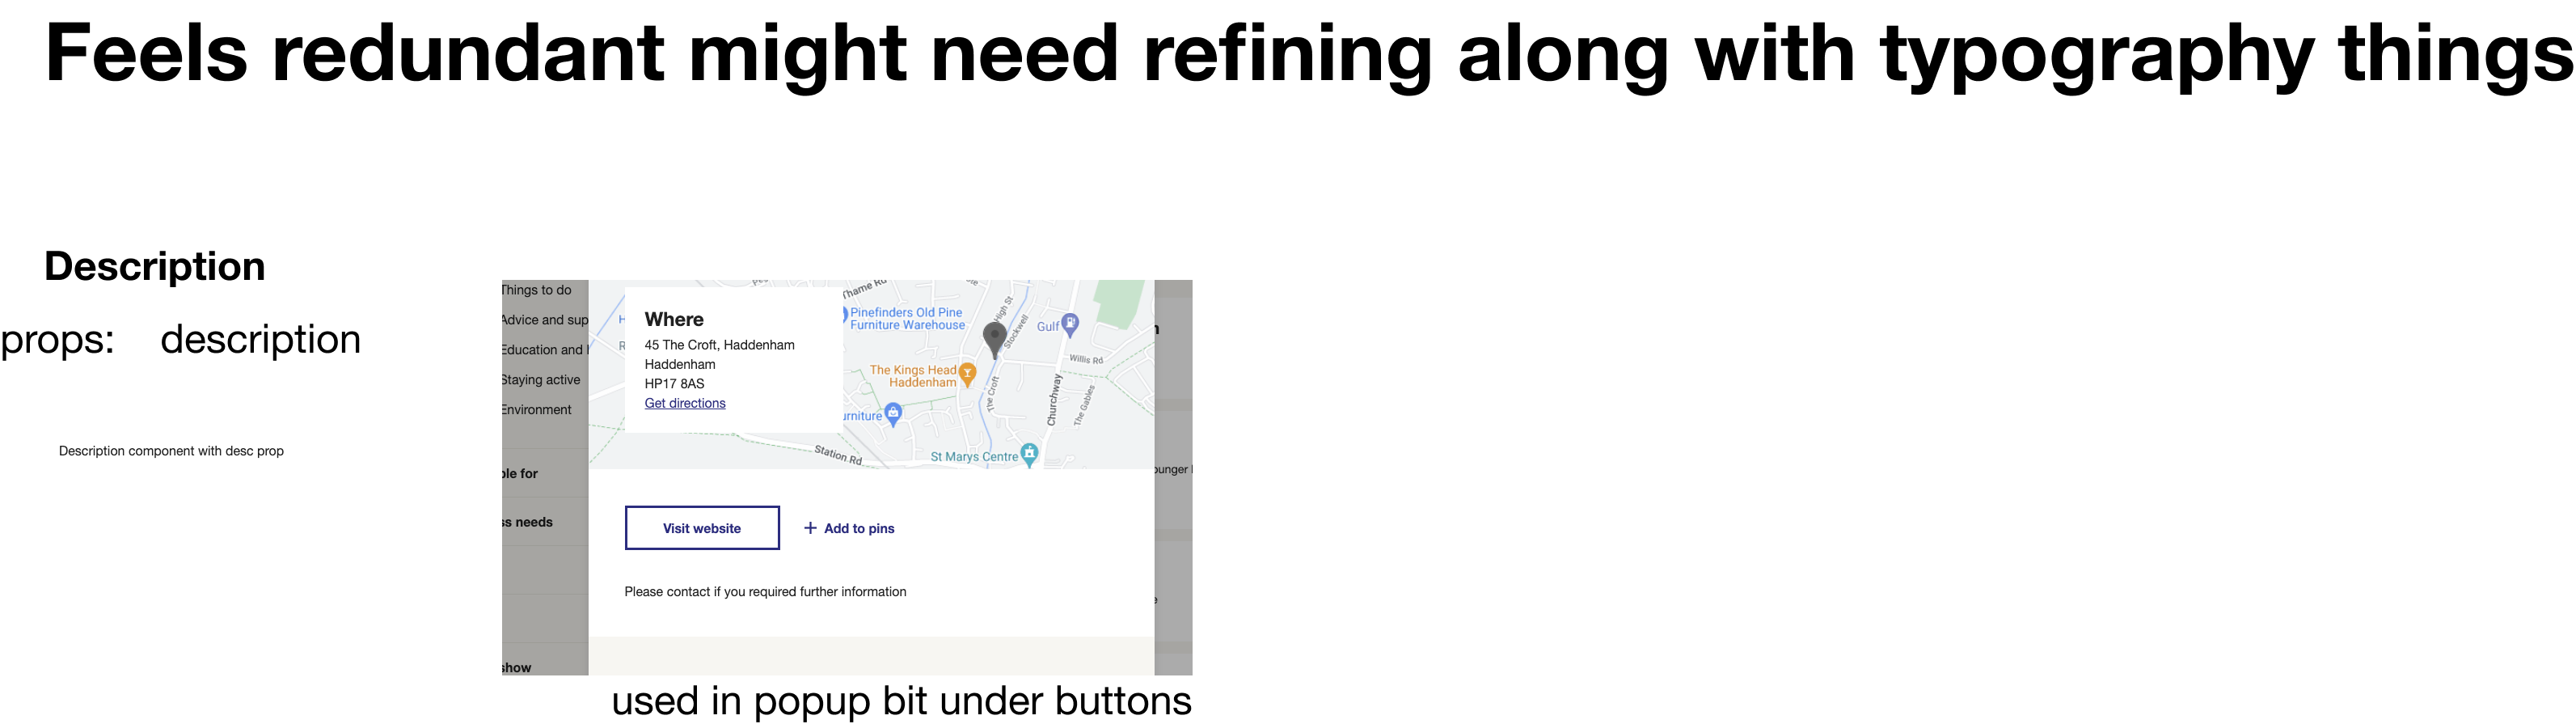 Feels redundant might need refining along with typography things
Description
props: description
Description component with desc prop
Things to do
Advice and sup
Education and
Staying active
Environment
ble for
ss needs
show
Where
45 The Croft, Haddenham
Haddenham
HP17 8AS
Get directions
Thame Rd
Pinefinders Old Pine
Furniture Warehouse
High St
Stockwell
Gulf
Willis Rd
The Kings Head
Haddenham
The Croft
Churchway
The Gables
urniture
Station Rd
St Marys Centre
ounger
Visit website
+ Add to pins
Please contact if you required further information
used in popup bit under buttons